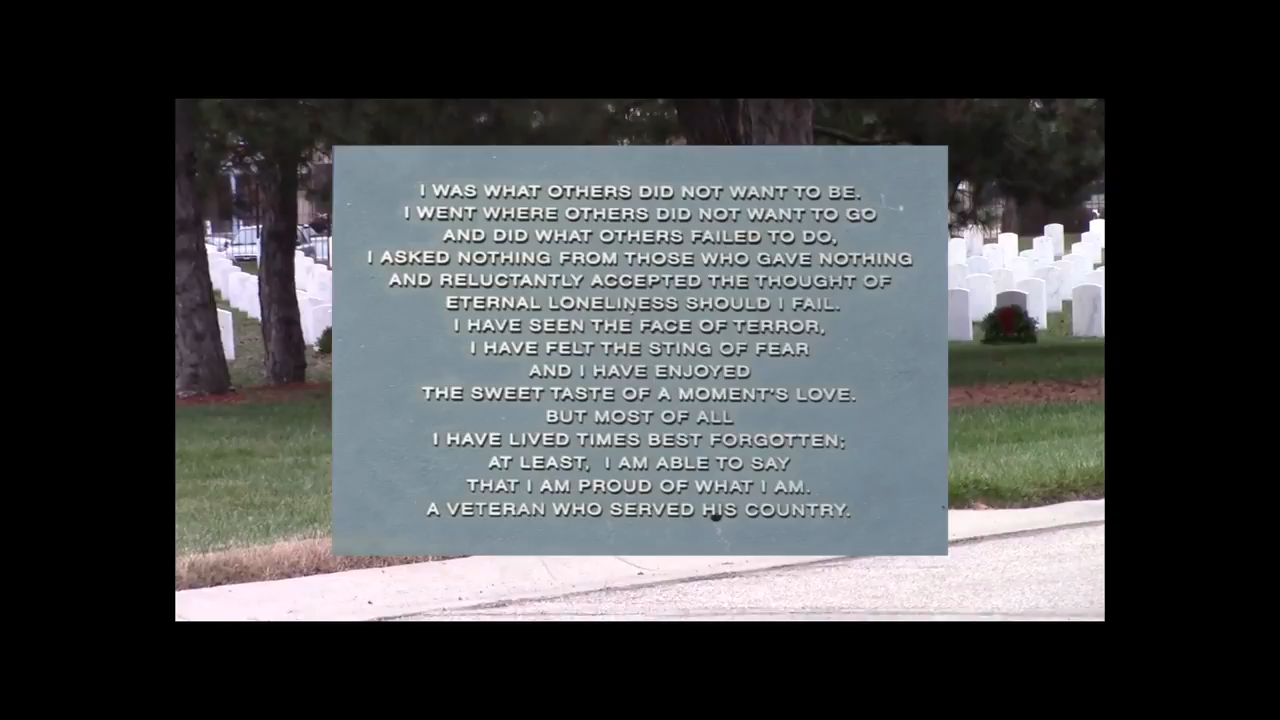 I WAS WHAT OTHERS DID NOT WANT TO BE.
I WENT WHERE OTHERS DID NOT WANT TO GO
AND DID WHAT OTHERS FAILED TO DO,
I ASKED NOTHING FROM THOSE WHO GAVE NOTHING
AND RELUCTANTLY ACCEPTED THE THOUGHT OF
ETERNAL LONELINESS SHOULD I FAIL.
I HAVE SEEN THE FACE OF TERROR,
I HAVE FELT THE STING OF FEAR
AND I HAVE ENJOYED
THE SWEET TASTE OF A MOMENT'S LOVE.
BUT MOST OF ALL
I HAVE LIVED TIMES BEST FORGOTTEN;
AT LEAST, I AM ABLE TO SAY
THAT I AM PROUD OF WHAT I AM.
A VETERAN WHO SERVED HIS COUNTRY.